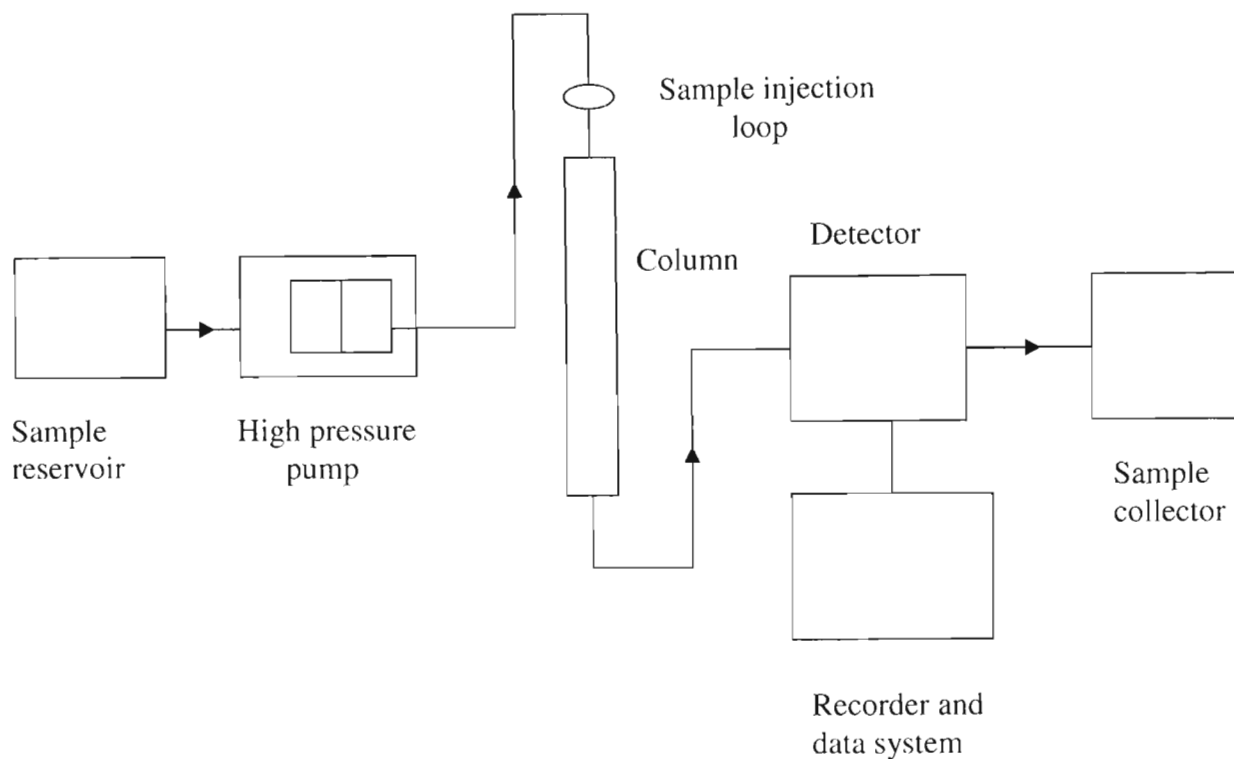 Sample injection
loop
Detector
Column
Sample
reservoir
High pressure
pump
Sample
collector
Recorder and
data system